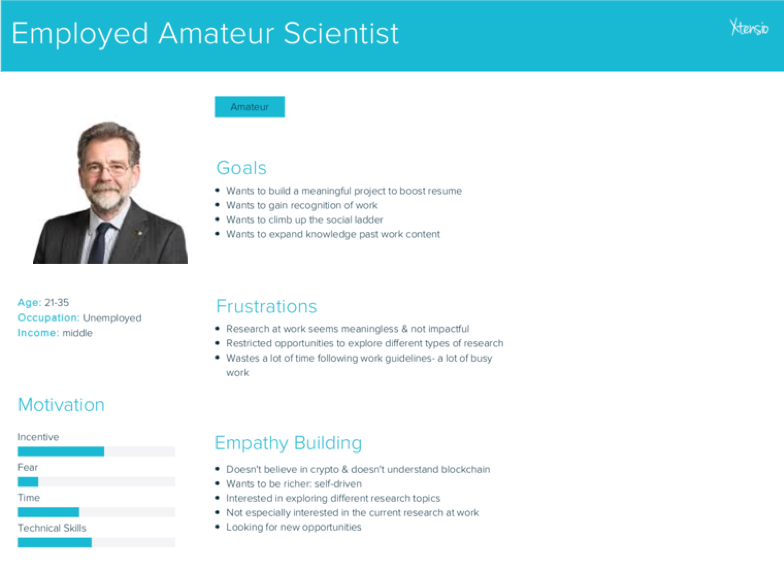 Employed Amateur Scientist
Xtensio
Amateur
Goals
• Wants to build a meaningful project to boost resume
• Wants to gain recognition of work
• Wants to climb up the social ladder
• Wants to expand knowledge past work content
Age: 21-35
Occupation: Unemployed
Income: middle
Frustrations
• Research at work seems meaningless & not impactful
• Restricted opportunities to explore different types of research
• Wastes a lot of time following work guidelines- a lot of busy
work
Motivation
Incentive
Fear
Time
Technical Skills
Empathy Building
• Doesn't believe in crypto & doesn't understand blockchain
• Wants to be richer: self-driven
• Interested in exploring different research topics
• Not especially interested in the current research at work
• Looking for new opportunities